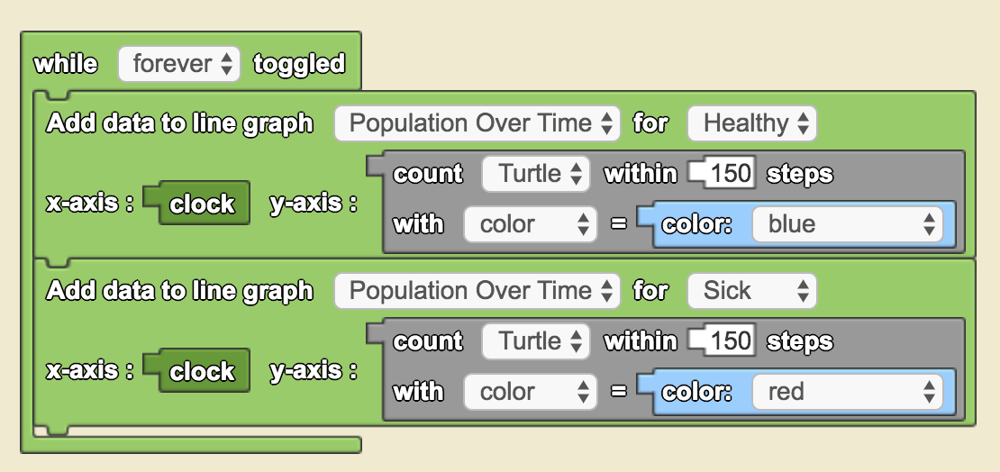 while forever toggled
Add data to line graph Population Over Time for Healthy
count Turtle within 150 steps
x-axis : clock y-axis :
with color = color: blue
Add data to line graph Population Over Time for Sick
count Turtle within 150 steps
x-axis : clock y-axis :
with color = color: red